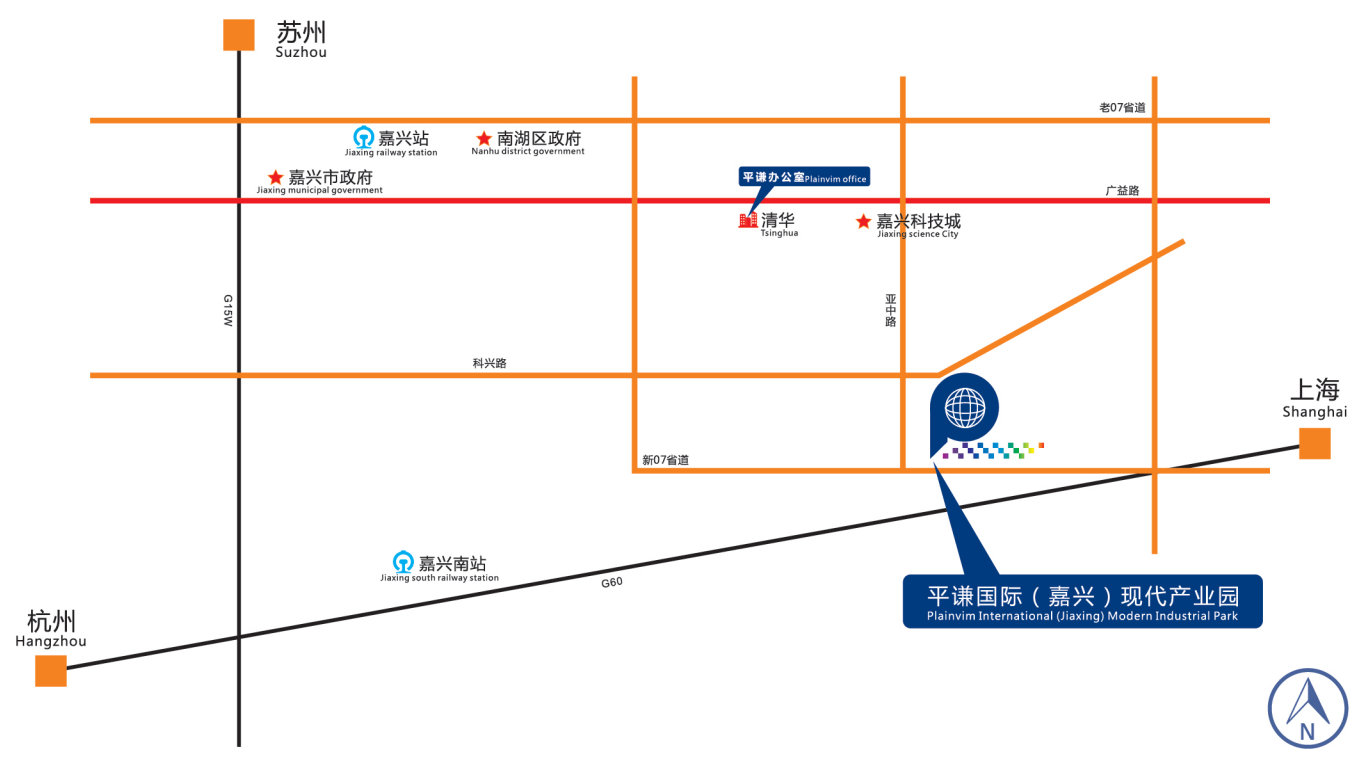 苏州
Suzhou
老07省道
嘉兴站
Jiaxing railway station
南湖区政府
Nanhu district government
嘉兴市政府
Jiaxing municipal government
平谦办公室Plainvim office
广益路
清华
Tsinghua
嘉兴科技城
Jiaxing science City
G15W
亚中路
科兴路
上海
Shanghai
新07省道
嘉兴南站
Jiaxing south railway station
G60
平谦国际（嘉兴）现代产业园
Plainvim International (Jiaxing) Modern Industrial Park
杭州
Hangzhou
N